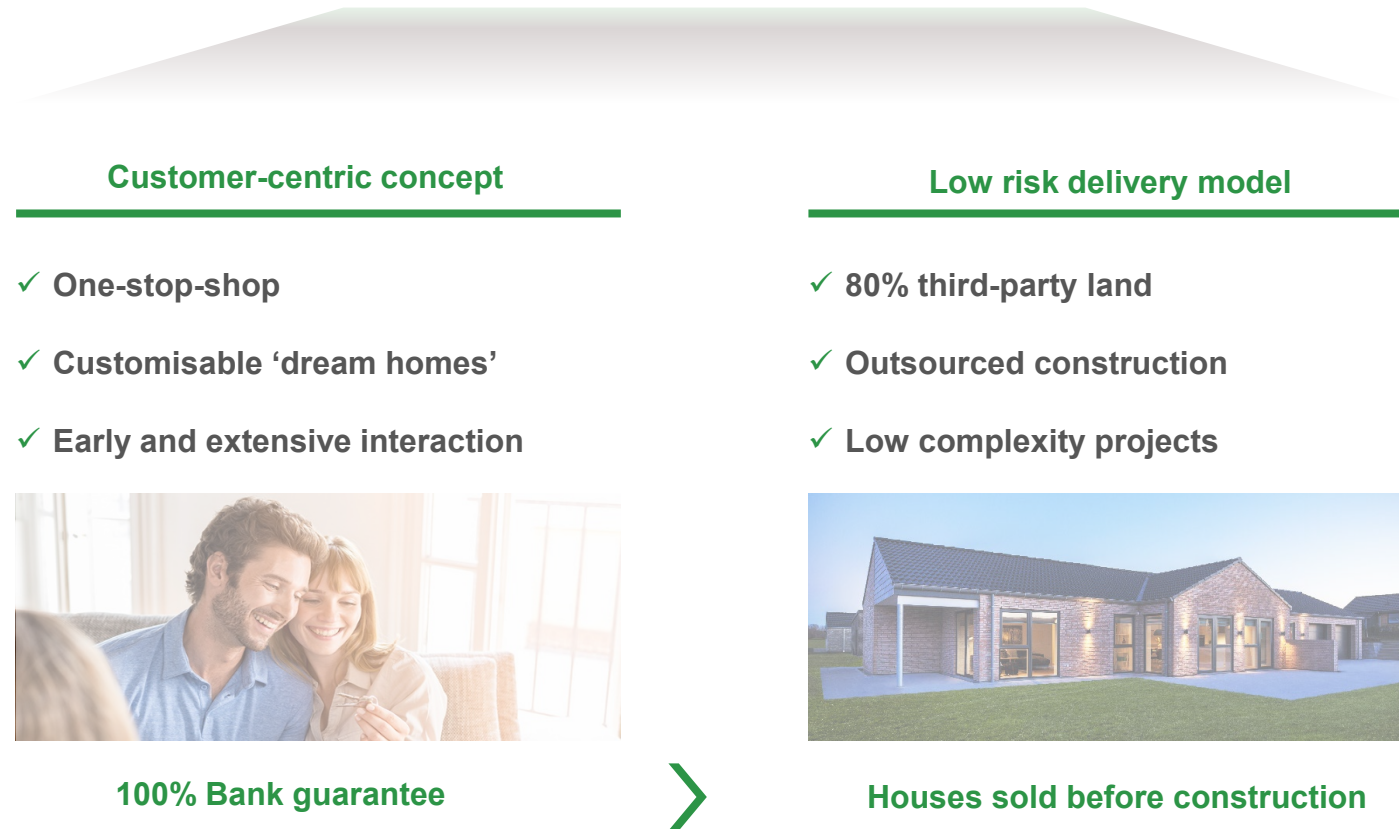 Customer-centric concept
✓ One-stop-shop
✓ Customisable ‘dream homes’
✓ Early and extensive interaction
100% Bank guarantee
Low risk delivery model
✓ 80% third-party land
✓ Outsourced construction
✓ Low complexity projects
Houses sold before construction